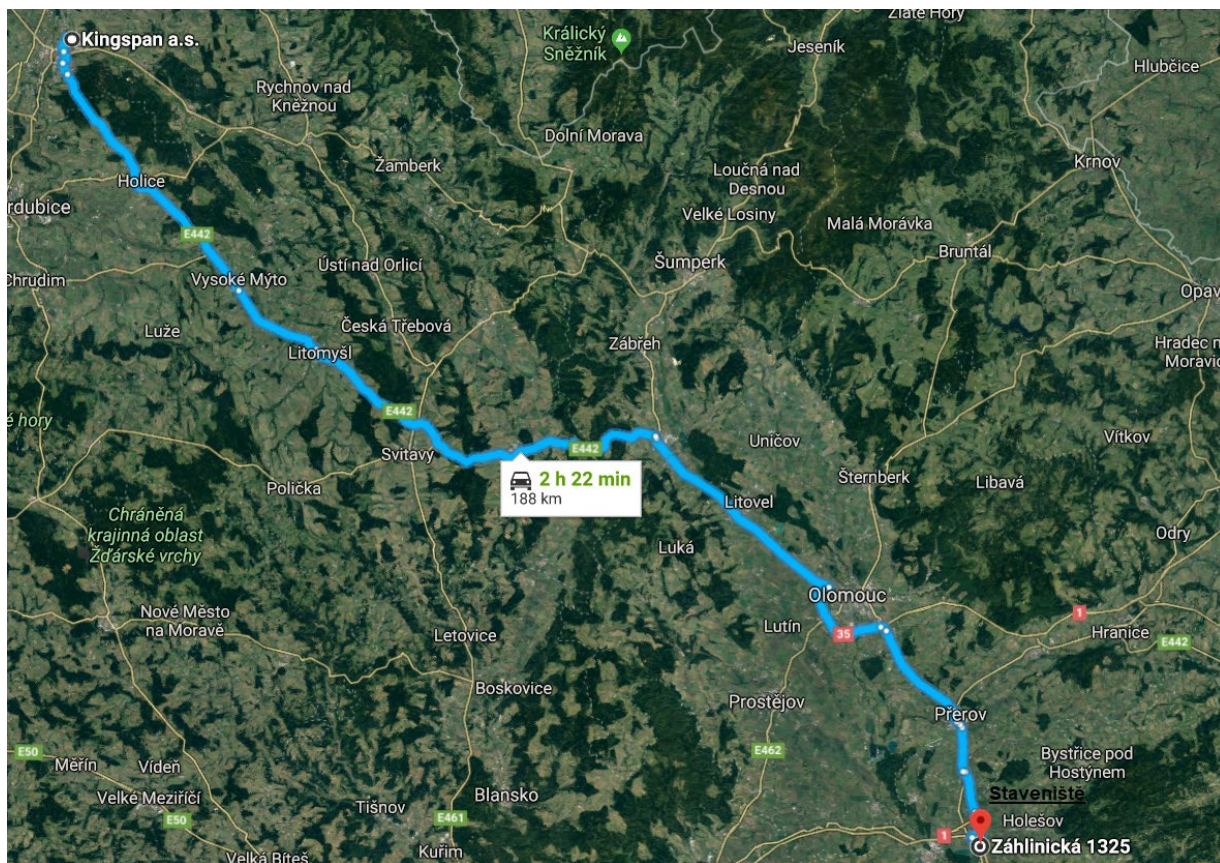 Zlaté Hory
Kingspan a.s.
Králický
Sněžník
Jeseník
Hlubčice
Rychnov nad
Kněžnou
Dolní Morava
Žamberk
Krnov
Holice
Loučná nad
Desnou
rdubice
Velké Losiny
Malá Morávka
E442
Bruntál
Ústí nad Orlicí
Šumperk
Chrudim
Vysoké Mýto
Opav
Luže
Česká Třebová
Zábřeh
Litomyšl
Hradec n
Moravic
E442
é hory
Uničov
Vítkov
Svitavy
E442
Šternberk
Polička
2 h 22 min
188 km
Litovel
Libavá
Chráněná
krajinná oblast
Žďárské vrchy
Odry
Luká
Olomouc
Nové Město
na Moravě
Letovice
Lutín
35
1
Hranice
E442
Boskovice
Prostějov
Přerov
E50
Měřín
Vídeň
E462
Bystřice pod
Hostýnem
Velké Meziříčí
E50
Tišnov
Blansko
Staveniště
E461
Holešov
1
Záhlinická 1325
Velká Bíteš
Kuřim